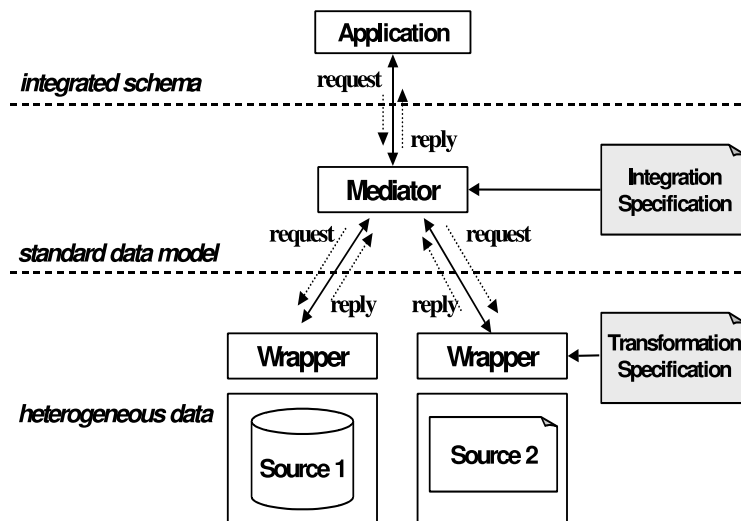 Application
request
integrated schema
reply
Mediator
Integration
Specification
request
request
standard data model
reply
reply
Wrapper
Wrapper
Transformation
Specification
heterogeneous data
Source 1
Source 2